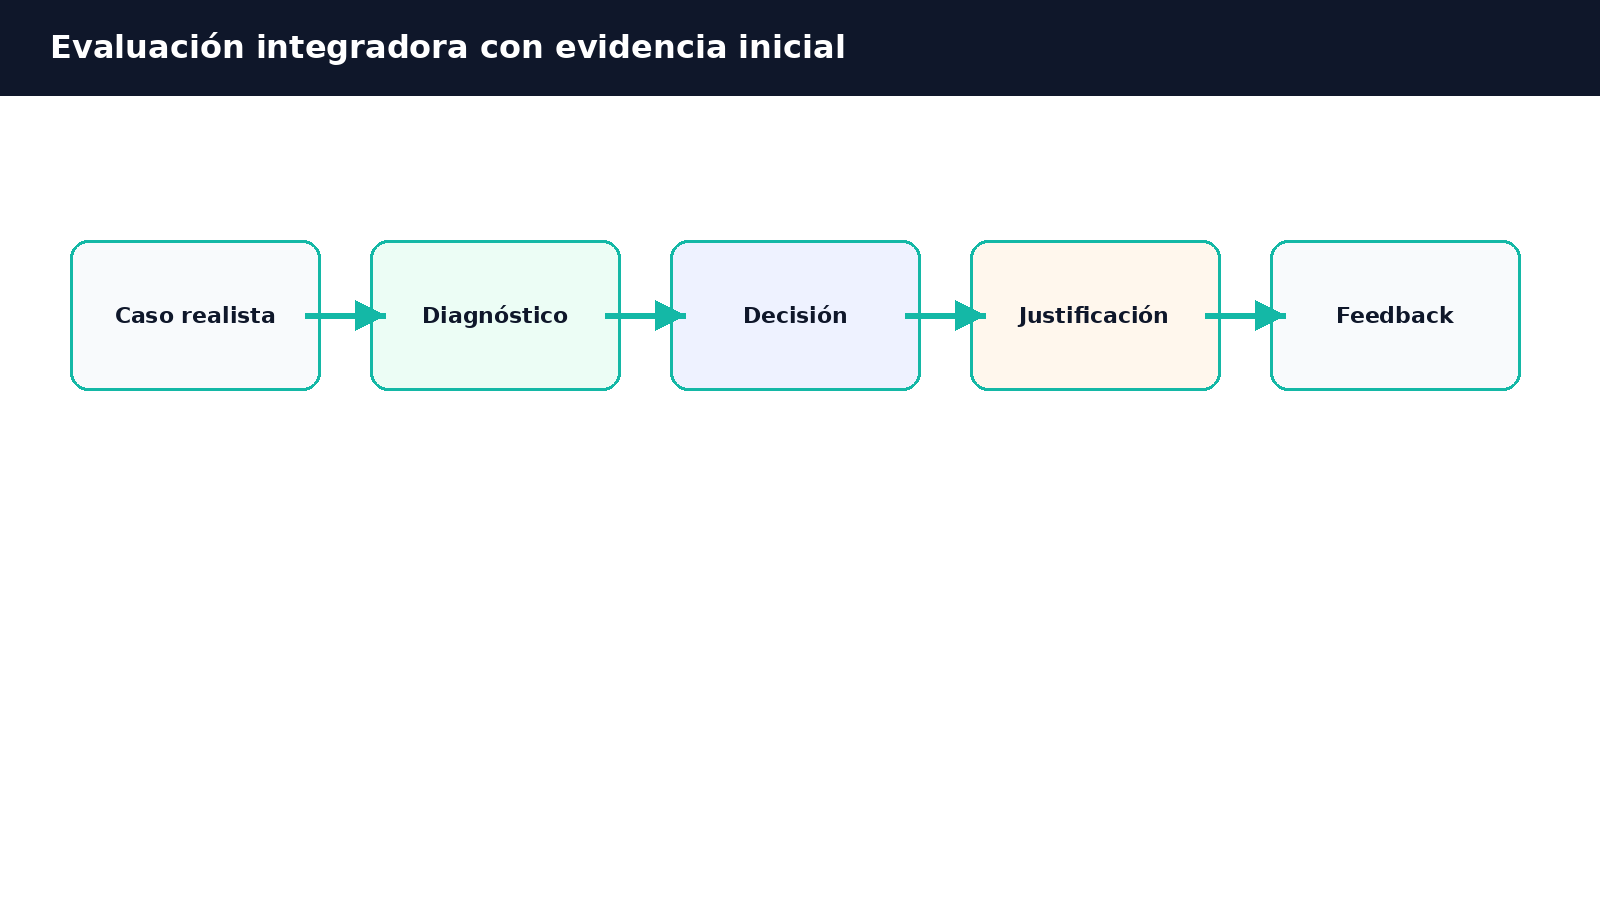 Evaluación integradora con evidencia inicial
Caso realista
Diagnóstico
Decisión
Justificación
Feedback